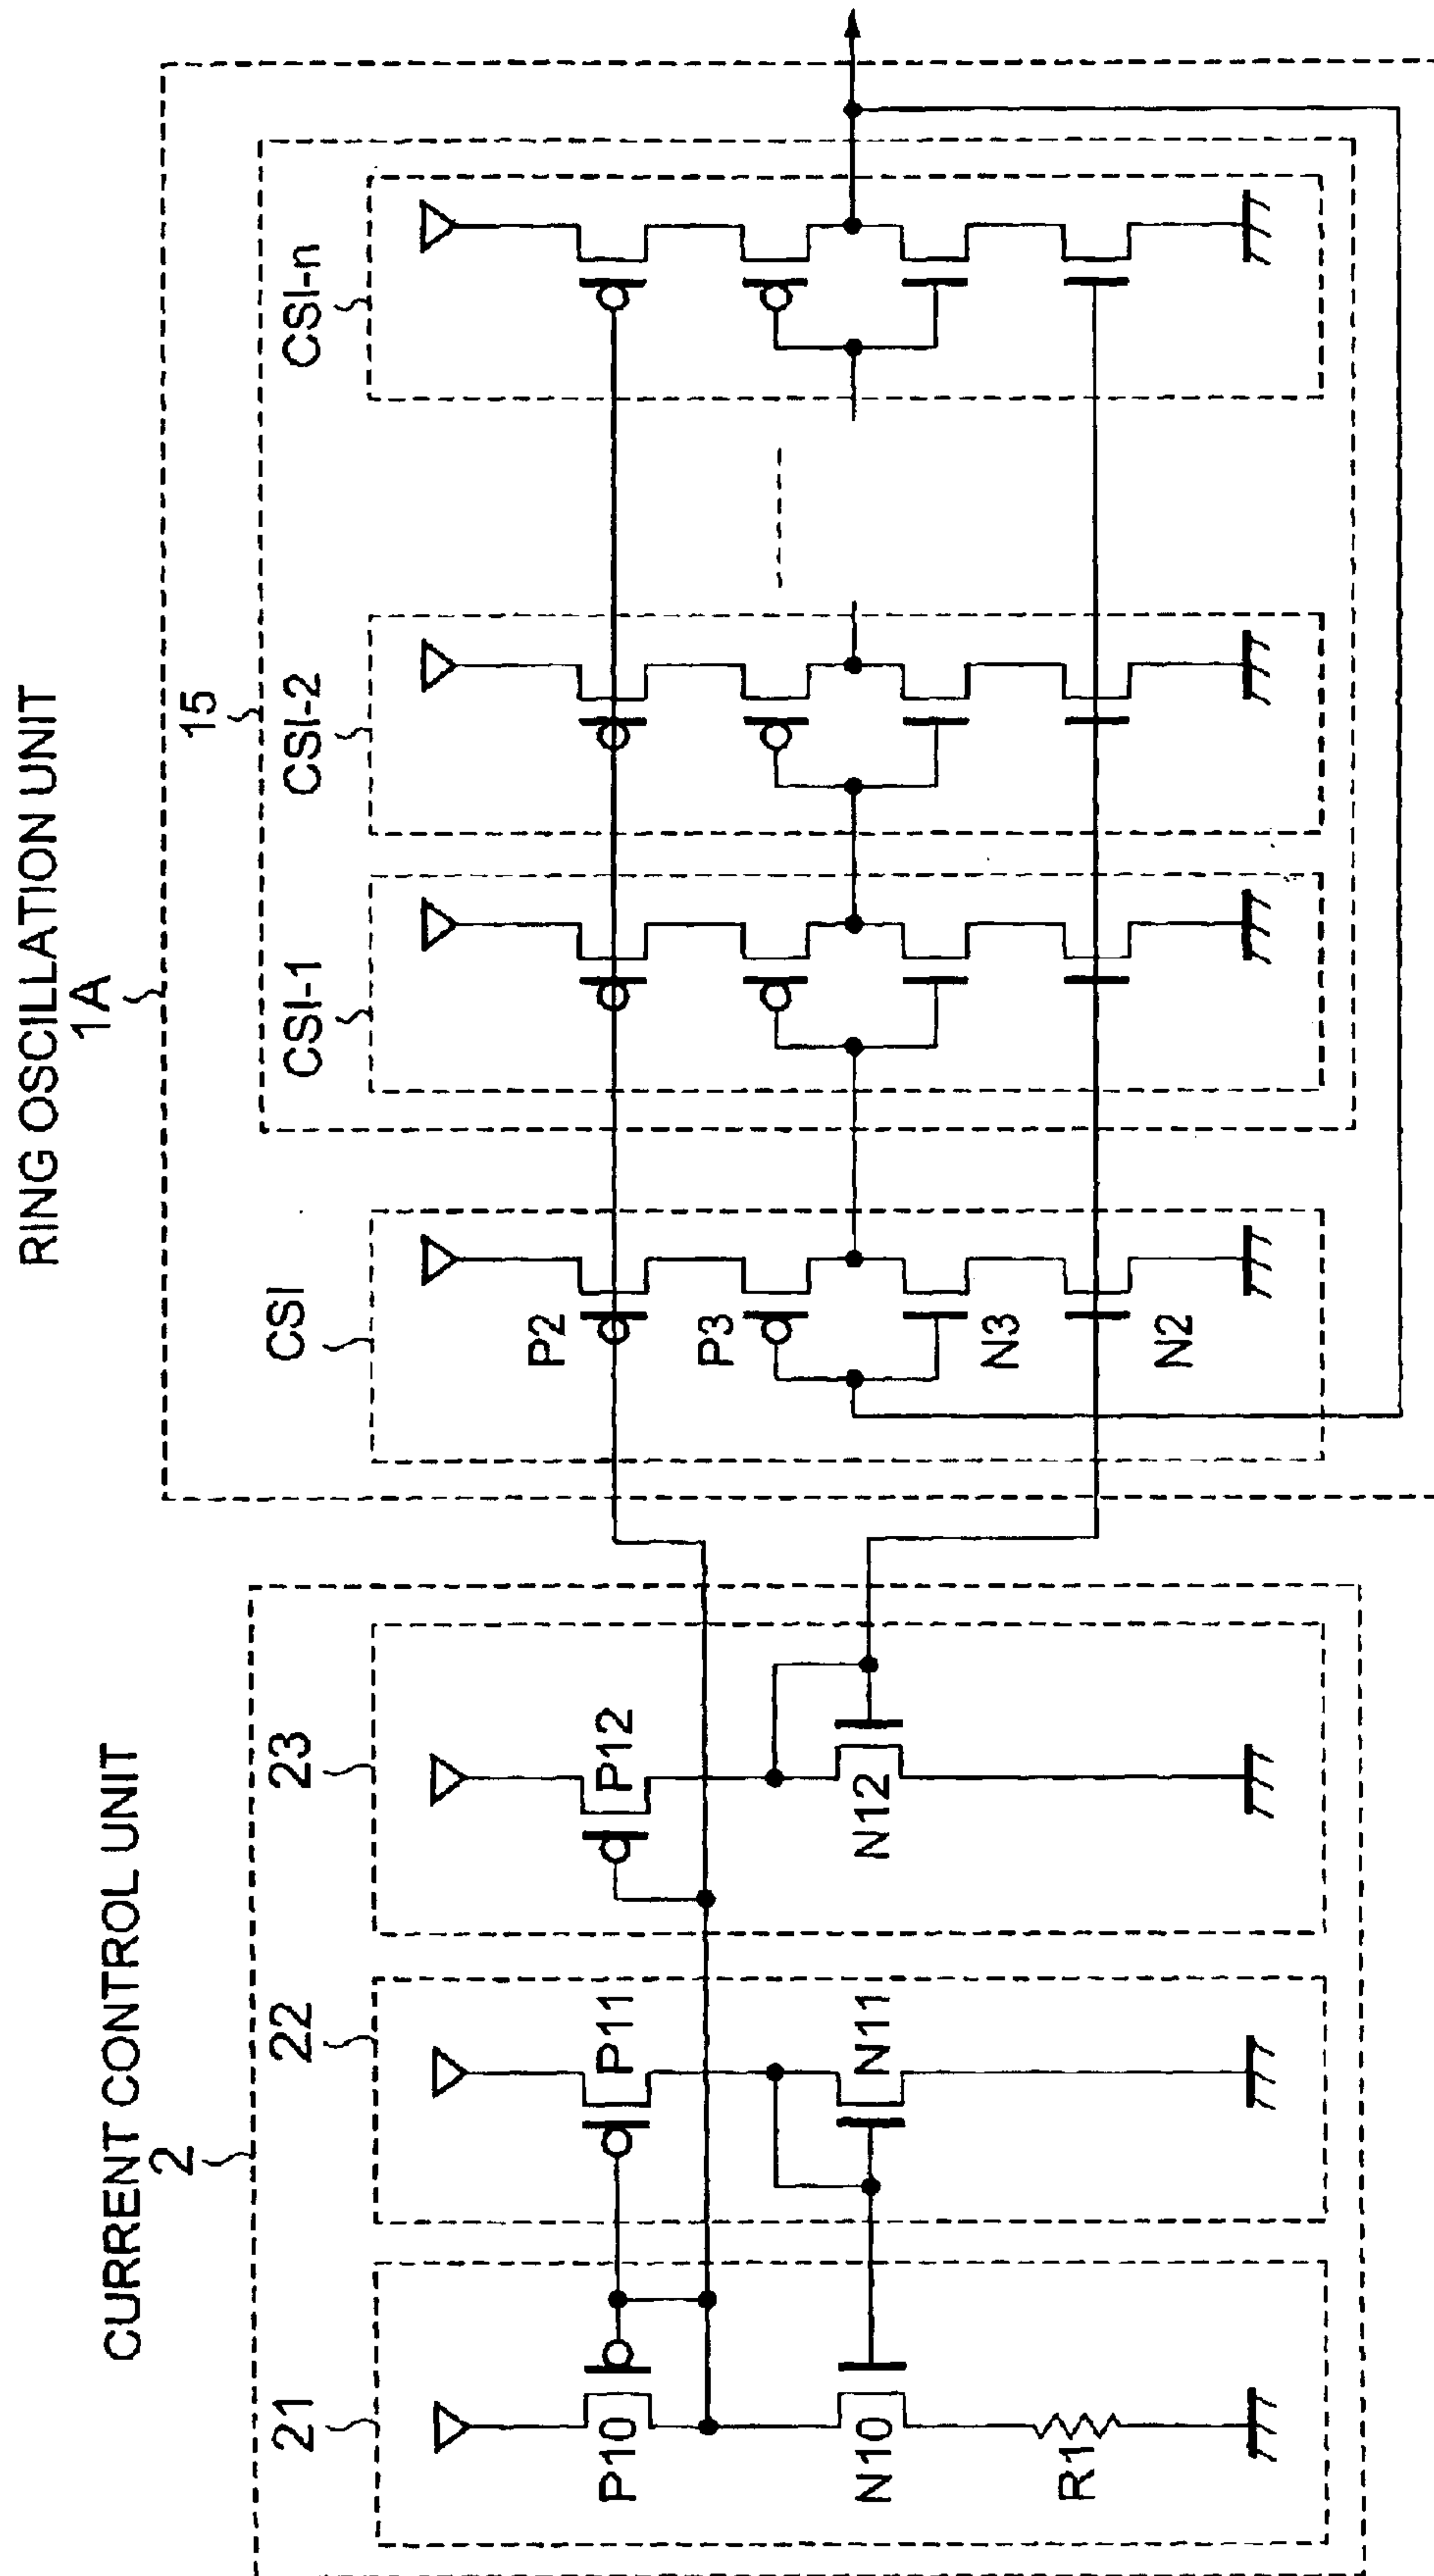 CURRENT CONTROL UNIT
2
21
22
23
P10
N10
R1
P11
N11
P12
N12
RING OSCILLATION UNIT
1A
15
CSI
CSI-1
CSI-2
CSI-n
P2
P3
N3
N2